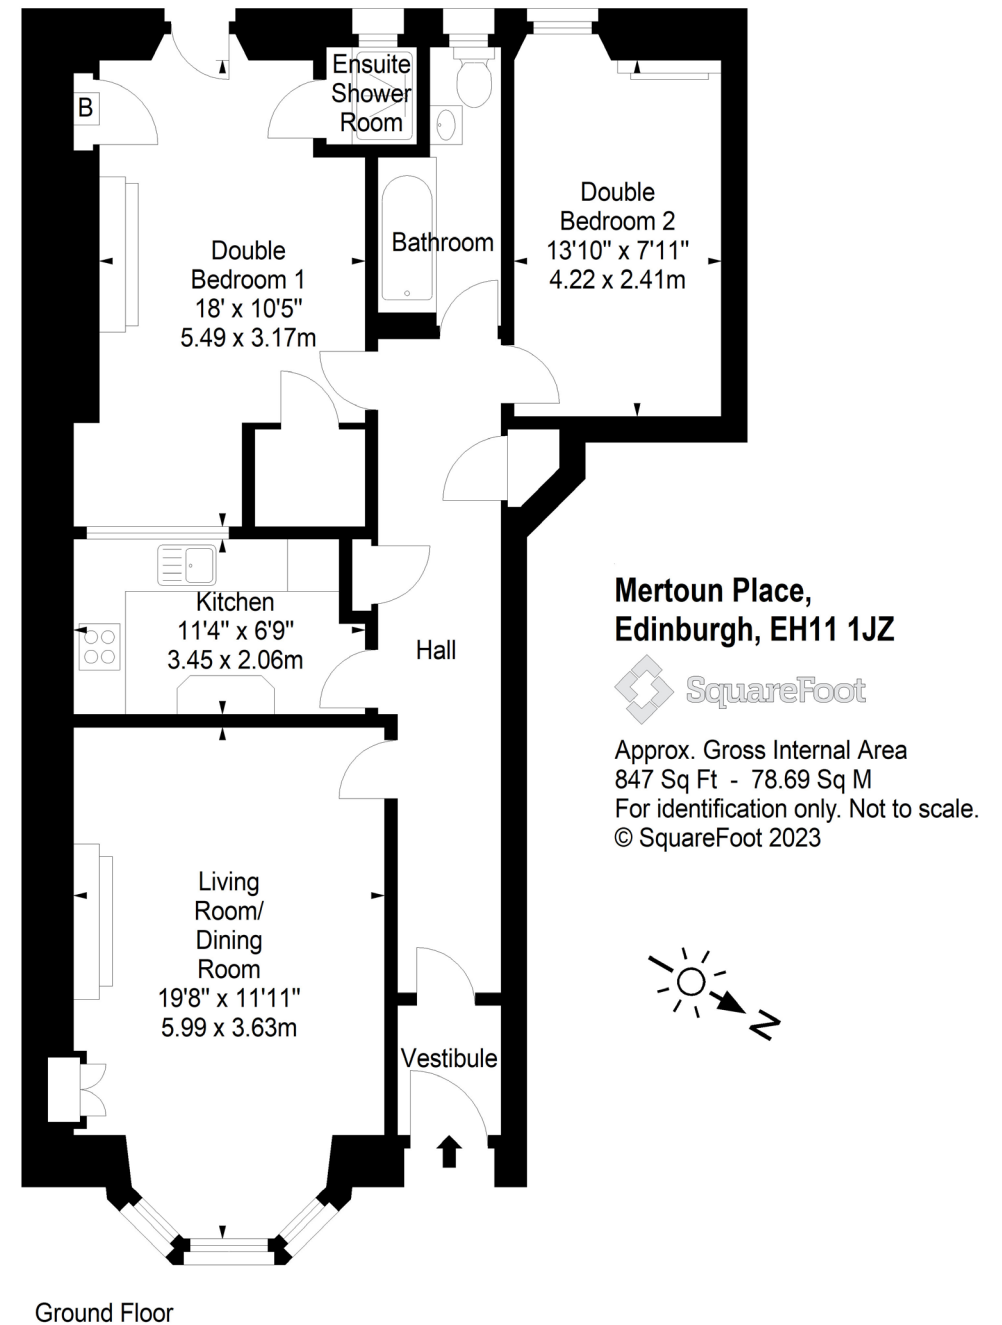 Ensuite
Shower
Room
B
Double
Bedroom 1
18' x 10'5"
5.49 x 3.17m
Bathroom
Double
Bedroom 2
13'10" x 7'11"
4.22 x 2.41m
Kitchen
11'4" x 6'9"
3.45 x 2.06m
Hall
Living
Room/
Dining
Room
19'8" x 11'11"
5.99 x 3.63m
Vestibule
Mertoun Place,
Edinburgh, EH11 1JZ
SquareFoot
Approx. Gross Internal Area
847 Sq Ft - 78.69 Sq M
For identification only. Not to scale.
© SquareFoot 2023
N
Ground Floor